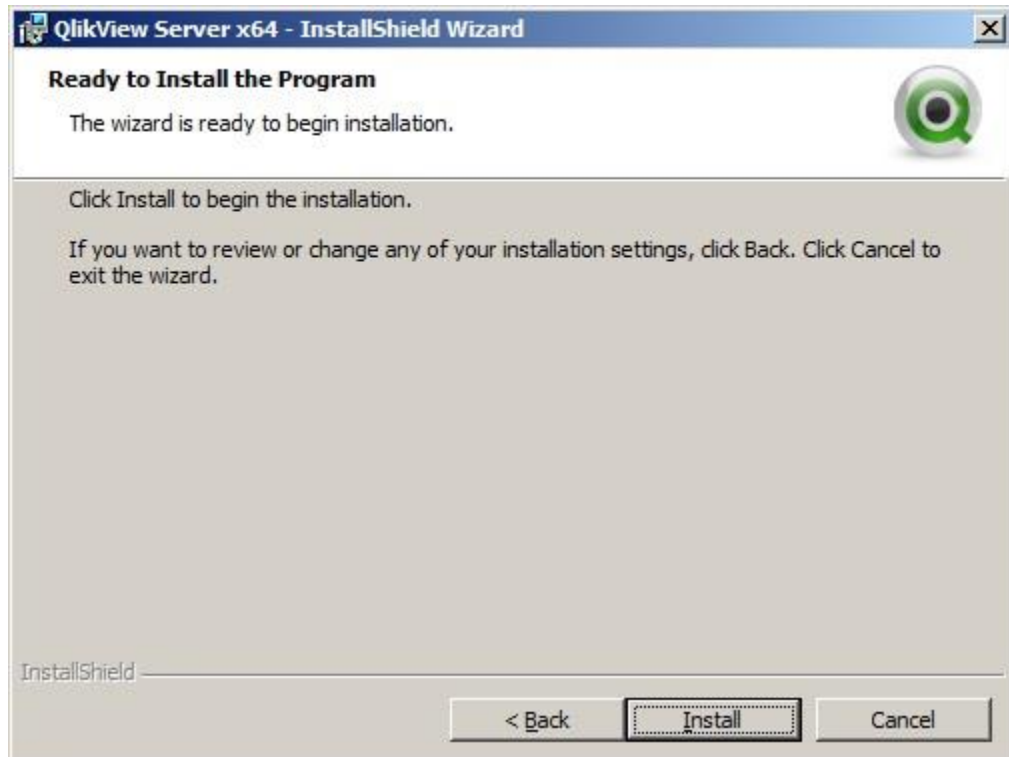 QlikView Server x64 - InstallShield Wizard
Ready to Install the Program
The wizard is ready to begin installation.
Click Install to begin the installation.
If you want to review or change any of your installation settings, click Back. Click Cancel to
exit the wizard.
InstallShield
< Back
Install
Cancel